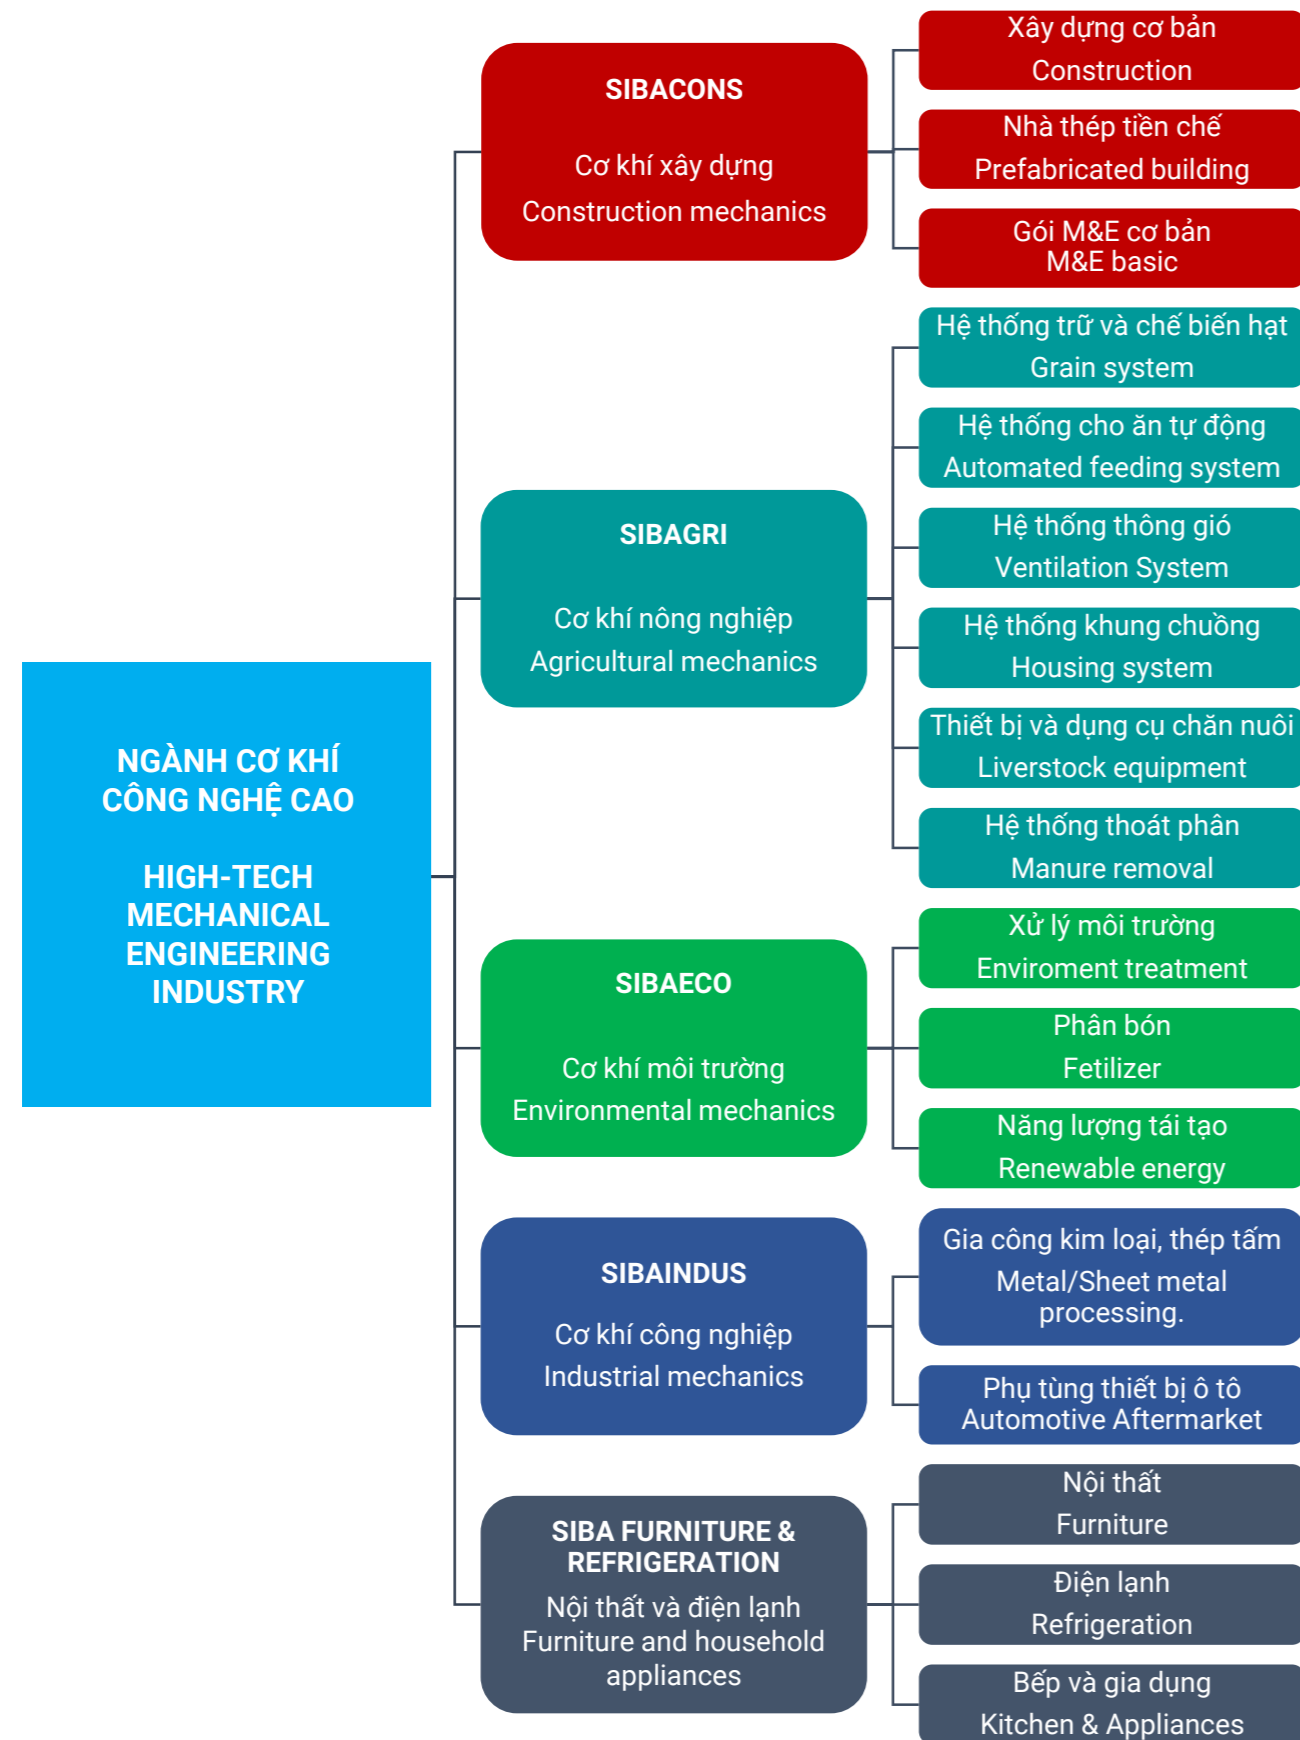 NGÀNH CƠ KHÍ
CÔNG NGHỆ CAO
HIGH-TECH
MECHANICAL
ENGINEERING
INDUSTRY
SIBACONS
Cơ khí xây dựng
Construction mechanics
Xây dựng cơ bản
Construction
Nhà thép tiền chế
Prefabricated building
Gói M&E cơ bản
M&E basic
SIBAGRI
Cơ khí nông nghiệp
Agricultural mechanics
Hệ thống trữ và chế biến hạt
Grain system
Hệ thống cho ăn tự động
Automated feeding system
Hệ thống thông gió
Ventilation System
Hệ thống khung chuồng
Housing system
Thiết bị và dụng cụ chăn nuôi
Liverstock equipment
Hệ thống thoát phân
Manure removal
SIBAECO
Cơ khí môi trường
Environmental mechanics
Xử lý môi trường
Enviroment treatment
Phân bón
Fetilizer
Năng lượng tái tạo
Renewable energy
SIBAINDUS
Cơ khí công nghiệp
Industrial mechanics
Gia công kim loại, thép tấm
Metal/Sheet metal
processing.
Phụ tùng thiết bị ô tô
Automotive Aftermarket
SIBA FURNITURE &
REFRIGERATION
Nội thất và điện lạnh
Furniture and household
appliances
Nội thất
Furniture
Điện lạnh
Refrigeration
Bếp và gia dụng
Kitchen & Appliances